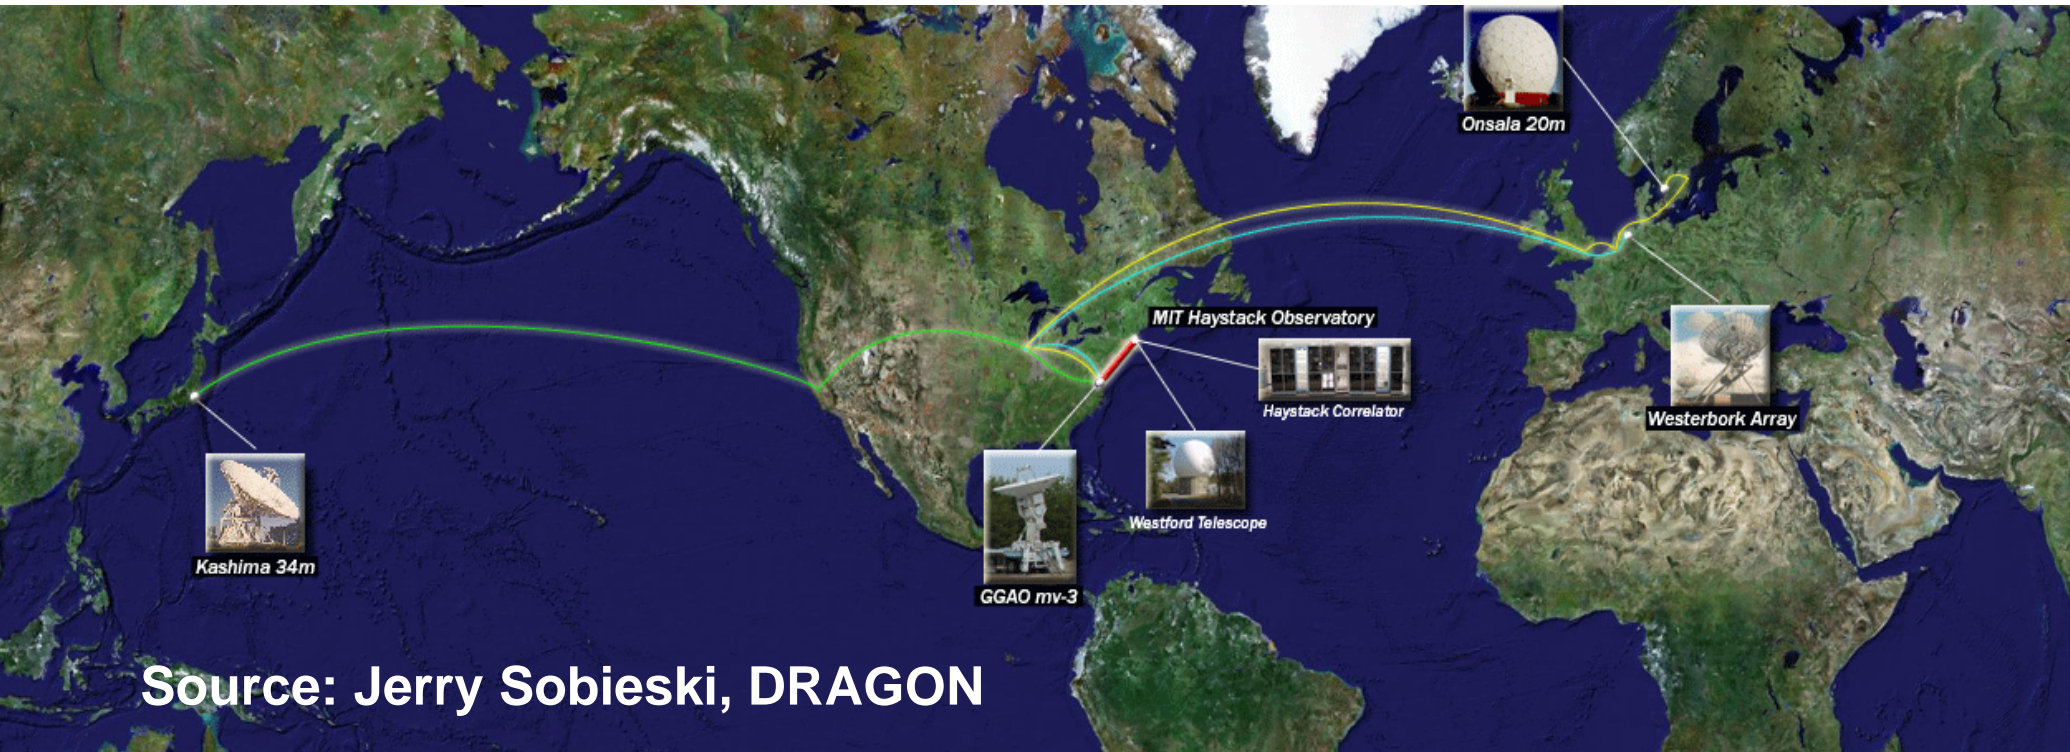 Onsala 20m
MIT Haystack Observatory
Haystack Correlator
Westerbork Array
Westford Telescope
Kashima 34m
GGAO mv-3
Source: Jerry Sobieski, DRAGON